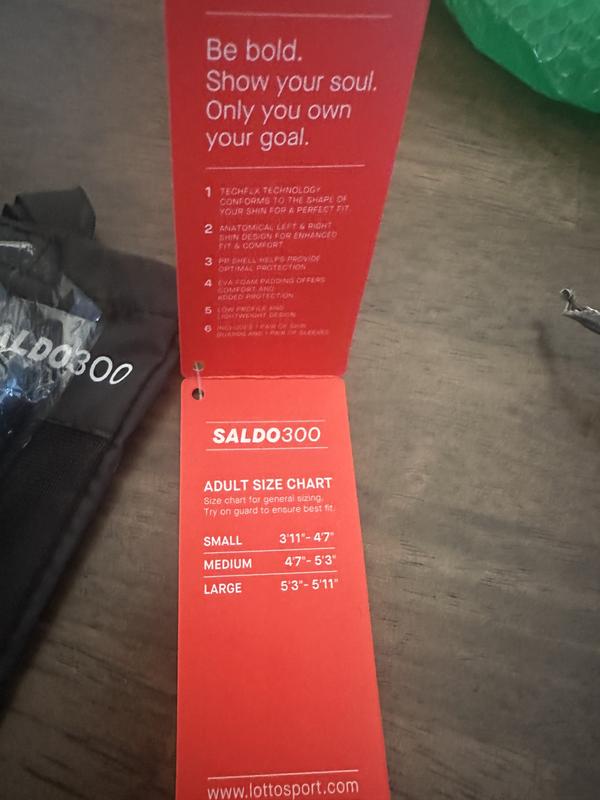 Be bold.
Show your soul.
Only you own
your goal.
1 TECHFLX TECHNOLOGY
CONFORMS TO THE SHAPE OF
YOUR SHIN FOR A PERFECT FIT.
2 ANATOMICAL LEFT & RIGHT
SHIN DESIGN FOR ENHANCED
FIT & COMFORT
3 PP SHELL HELPS PROVIDE
OPTIMAL PROTECTION
4 EVA FOAM PADDING OFFERS
COMFORT AND
ADDED PROTECTION
5 LOW PROFILE AND
LIGHTWEIGHT DESIGN
6 INCLUDES 1 PAIR OF SHIN
GUARDS AND 1 PAIR OF SLEEVES
ALDO300
SALDO300
ADULT SIZE CHART
Size chart for general sizing.
Try on guard to ensure best fit.
SMALL 3'11"- 4'7"
MEDIUM 4'7"- 5'3"
LARGE 5'3"- 5'11"
www.lottosport.com